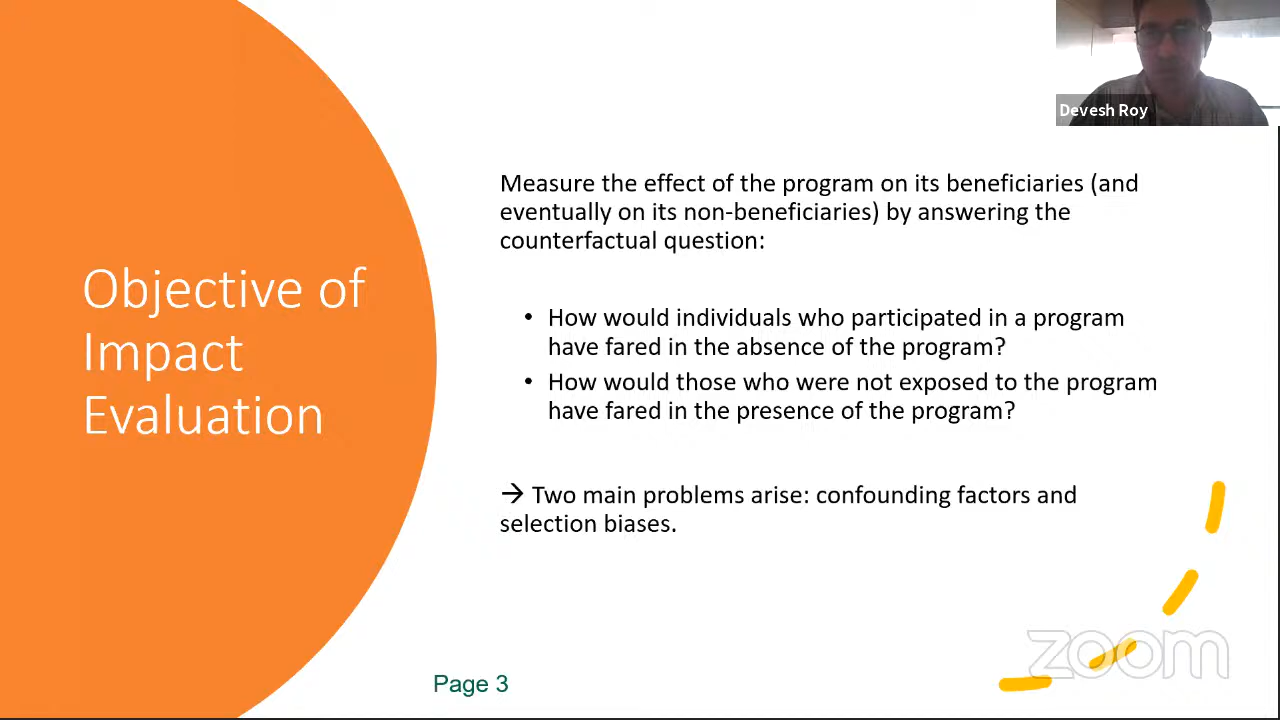 Devesh Roy
Objective of
Impact
Evaluation
Measure the effect of the program on its beneficiaries (and
eventually on its non-beneficiaries) by answering the
counterfactual question:
• How would individuals who participated in a program
have fared in the absence of the program?
• How would those who were not exposed to the program
have fared in the presence of the program?
→ Two main problems arise: confounding factors and
selection biases.
Page 3
zoom